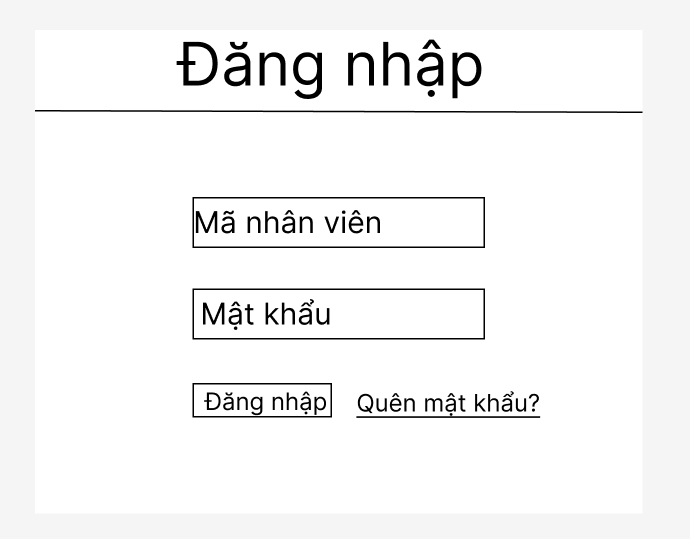 Đăng nhập
Mã nhân viên
Mật khẩu
Đăng nhập Quên mật khẩu?